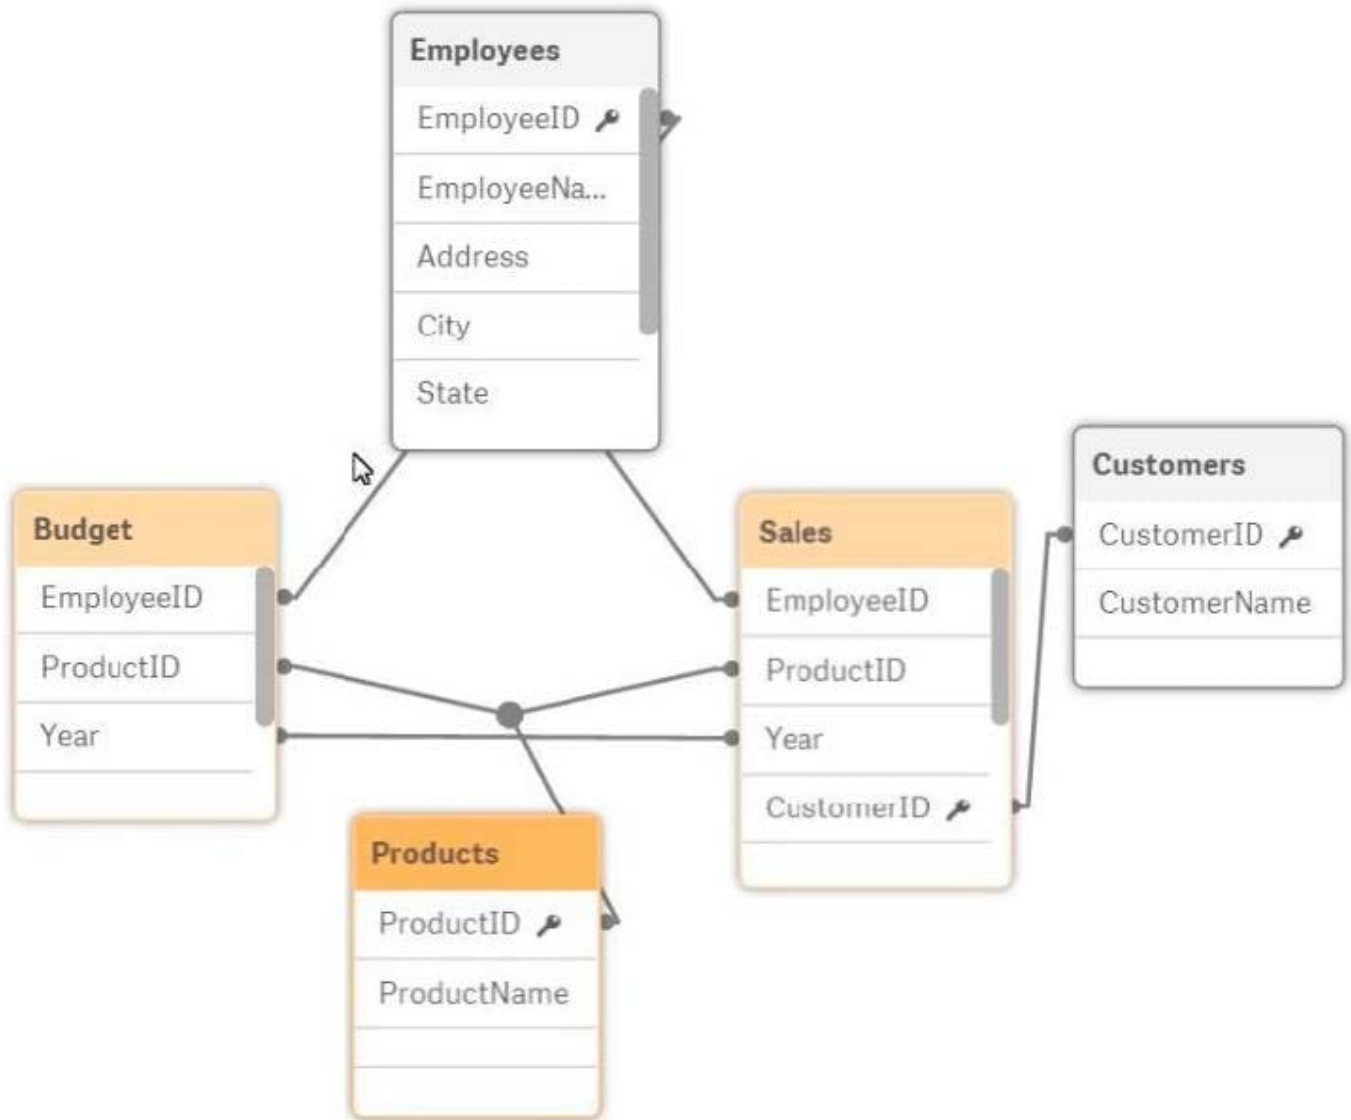 Employees
EmployeeID
EmployeeNa...
Address
City
State
Budget
EmployeeID
ProductID
Year
Sales
EmployeeID
ProductID
Year
CustomerID
Customers
CustomerID
CustomerName
Products
ProductID
ProductName